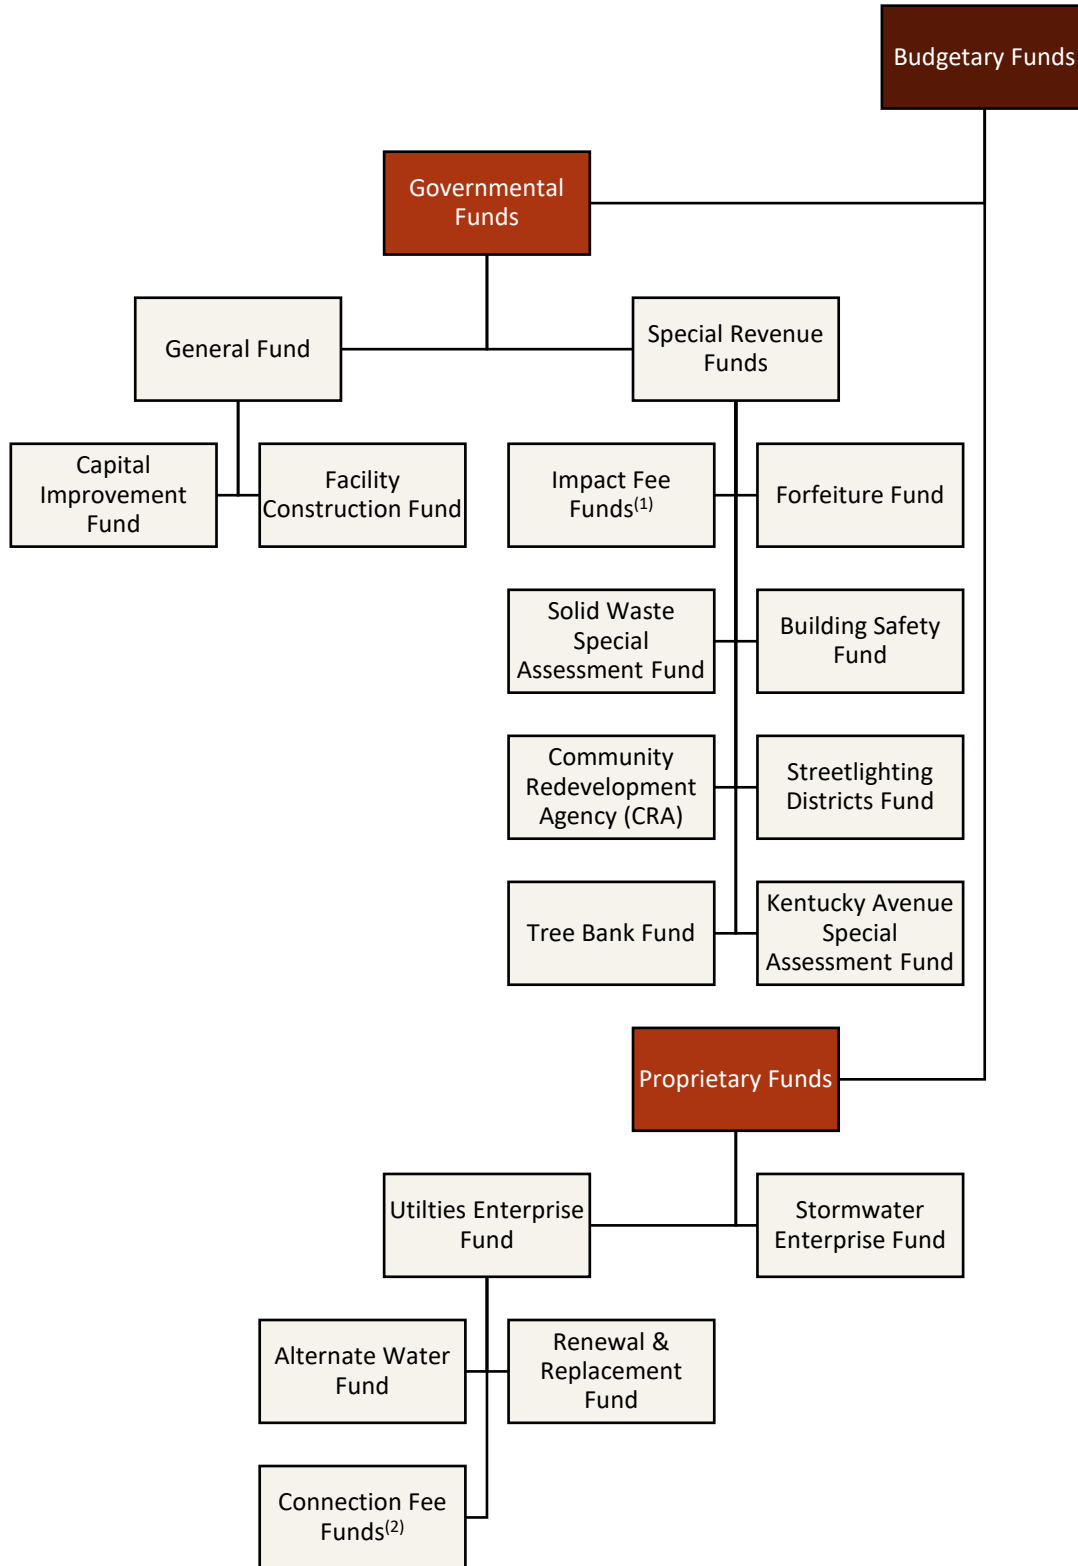 Budgetary Funds
Governmental
Funds
General Fund
Special Revenue
Funds
Capital
Improvement
Fund
Facility
Construction Fund
Impact Fee
Funds(1)
Forfeiture Fund
Solid Waste
Special
Assessment Fund
Building Safety
Fund
Community
Redevelopment
Agency (CRA)
Streetlighting
Districts Fund
Tree Bank Fund
Kentucky Avenue
Special
Assessment Fund
Proprietary Funds
Utilties Enterprise
Fund
Stormwater
Enterprise Fund
Alternate Water
Fund
Renewal &
Replacement
Fund
Connection Fee
Funds(2)